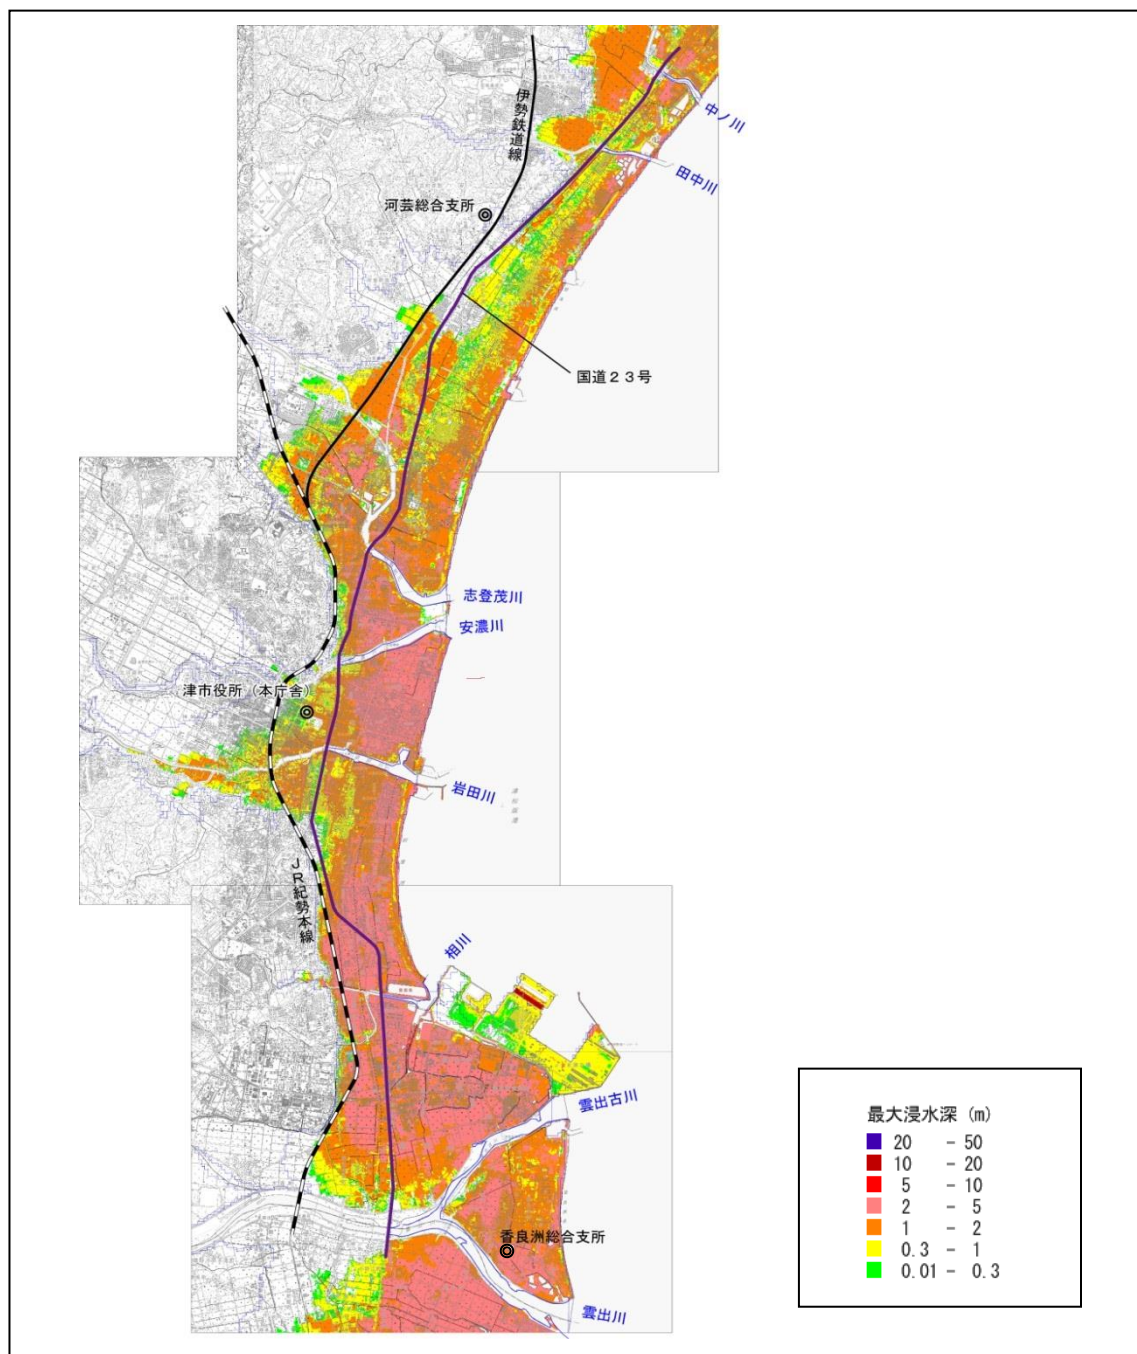 伊勢鉄道線
中ノ川
田中川
河芸総合支所
国道23号
志登茂川
安濃川
津市役所（本庁舎）
岩田川
JR紀勢本線
相川
雲出古川
香良洲総合支所
雲出川
最大浸水深 (m)
20 - 50
10 - 20
5 - 10
2 - 5
1 - 2
0.3 - 1
0.01 - 0.3